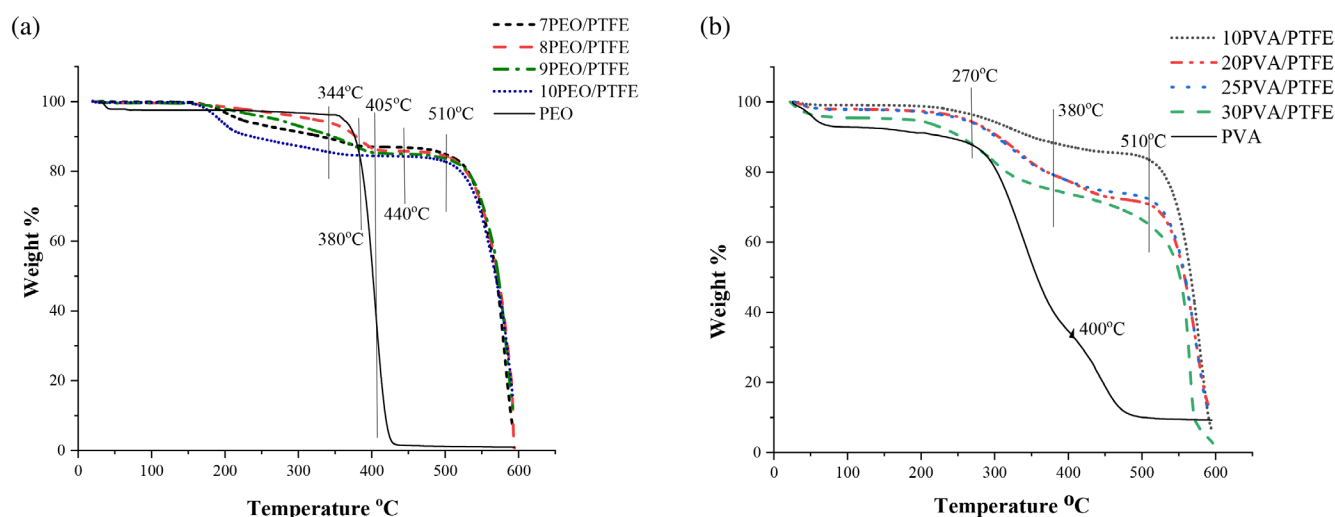 (a)
7PEO/PTFE
8PEO/PTFE
9PEO/PTFE
10PEO/PTFE
PEO
344°C
405°C
510°C
380°C
440°C
100
80
60
40
20
0
Weight %
0 100 200 300 400 500 600
Temperature °C
(b)
10PVA/PTFE
20PVA/PTFE
25PVA/PTFE
30PVA/PTFE
PVA
270°C
380°C
510°C
400°C
100
80
60
40
20
0
Weight %
0 100 200 300 400 500 600
Temperature °C